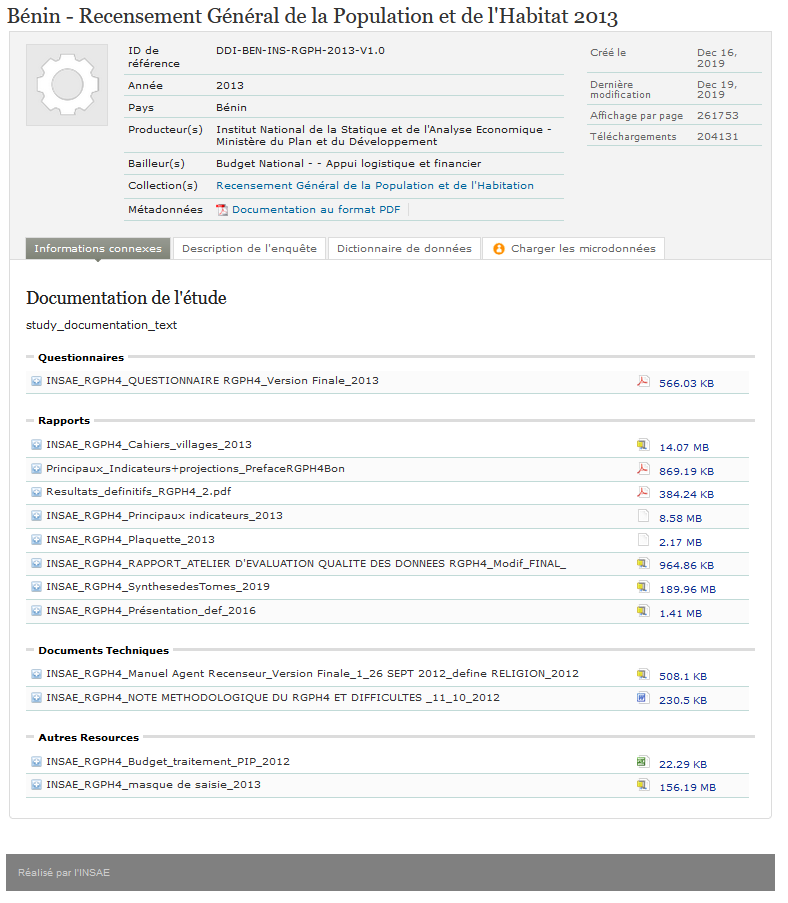 Bénin - Recensement Général de la Population et de l'Habitat 2013
ID de référence DDI-BEN-INS-RGPH-2013-V1.0
Année 2013
Pays Bénin
Producteur(s) Institut National de la Statique et de l'Analyse Economique - Ministère du Plan et du Développement
Bailleur(s) Budget National - - Appui logistique et financier
Collection(s) Recensement Général de la Population et de l'Habitation
Métadonnées Documentation au format PDF
Créé le Dec 16, 2019
Dernière modification Dec 19, 2019
Affichage par page 261753
Téléchargements 204131
Informations connexes Description de l'enquête Dictionnaire de données Charger les microdonnées
Documentation de l'étude
study_documentation_text
Questionnaires
INSAE_RGPH4_QUESTIONNAIRE RGPH4_Version Finale_2013 566.03 KB
Rapports
INSAE_RGPH4_Cahiers_villages_2013 14.07 MB
Principaux_Indicateurs+projections_PrefaceRGPH4Bon 869.19 KB
Resultats_definitifs_RGPH4_2.pdf 384.24 KB
INSAE_RGPH4_Principaux indicateurs_2013 8.58 MB
INSAE_RGPH4_Plaquette_2013 2.17 MB
INSAE_RGPH4_RAPPORT_ATELIER D'EVALUATION QUALITE DES DONNEES RGPH4_Modif_FINAL_ 964.86 KB
INSAE_RGPH4_SynthesedesTomes_2019 189.96 MB
INSAE_RGPH4_Présentation_def_2016 1.41 MB
Documents Techniques
INSAE_RGPH4_Manuel Agent Recenseur_Version Finale_1_26 SEPT 2012_define RELIGION_2012 508.1 KB
INSAE_RGPH4_NOTE METHODOLOGIQUE DU RGPH4 ET DIFFICULTES _11_10_2012 230.5 KB
Autres Resources
INSAE_RGPH4_Budget_traitement_PIP_2012 22.29 KB
INSAE_RGPH4_masque de saisie_2013 156.19 MB
Réalisé par l'INSAE